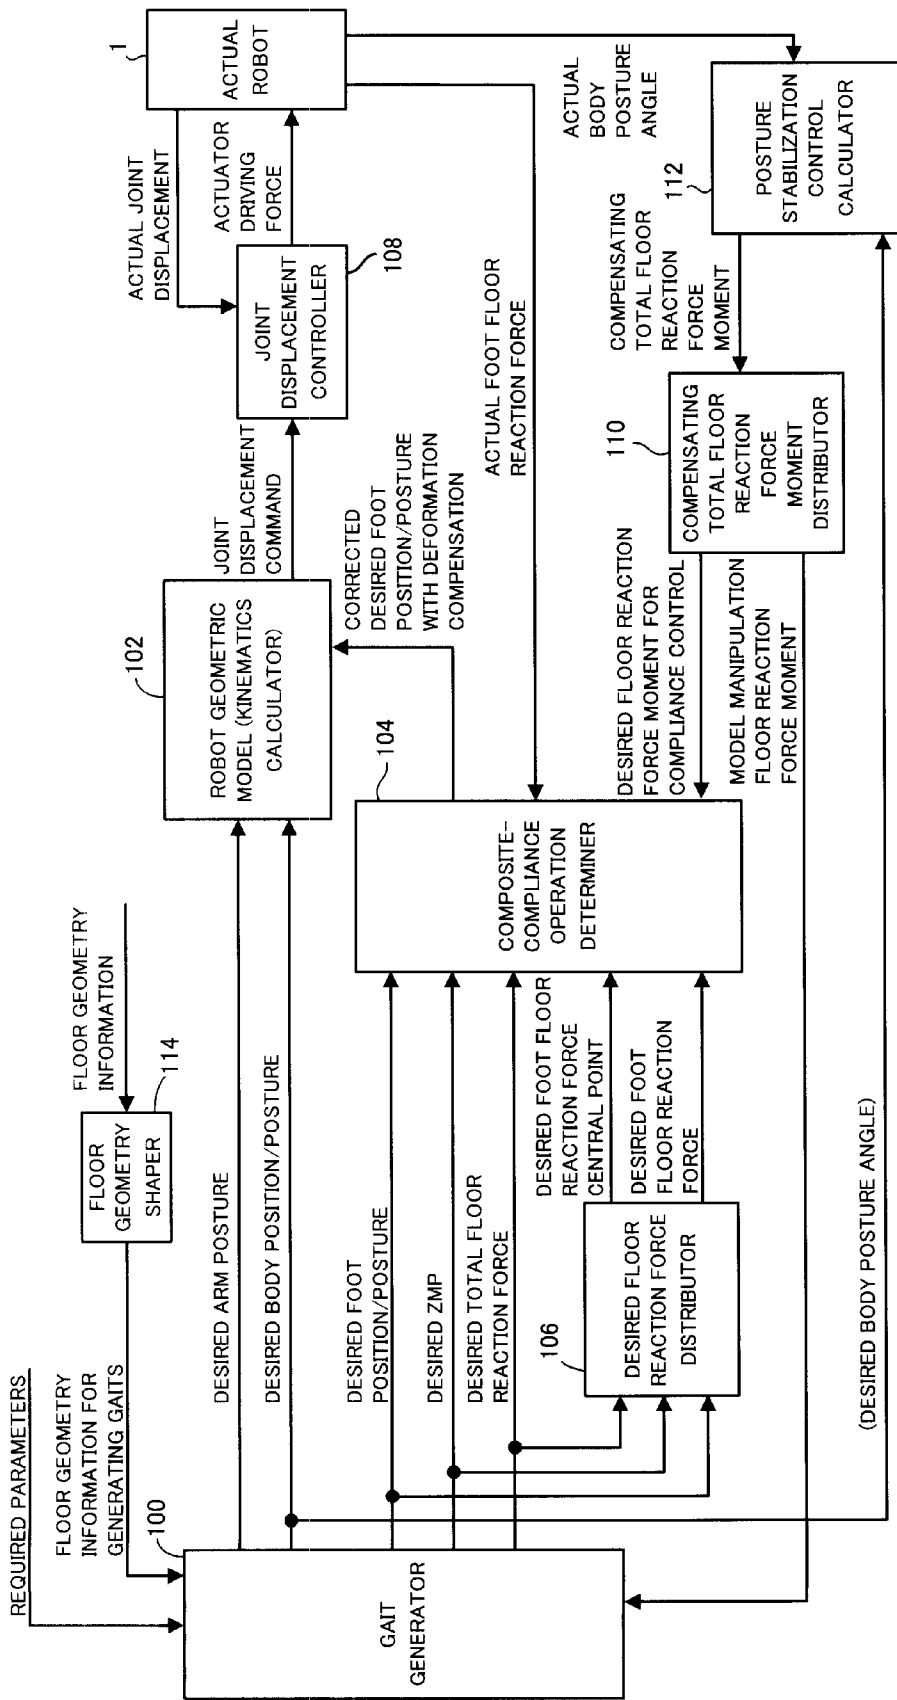 REQUIRED PARAMETERS
FLOOR GEOMETRY
INFORMATION FOR
GENERATING GAITS
100
GAIT
GENERATOR
FLOOR GEOMETRY
INFORMATION
114
FLOOR
GEOMETRY
SHAPER
DESIRED ARM POSTURE
DESIRED BODY POSITION/POSTURE
DESIRED FOOT
POSITION/POSTURE
DESIRED ZMP
DESIRED TOTAL FLOOR
REACTION FORCE
106
DESIRED FLOOR
REACTION FORCE
DISTRIBUTOR
DESIRED FOOT FLOOR
REACTION FORCE
CENTRAL POINT
DESIRED FOOT
FLOOR REACTION
FORCE
(DESIRED BODY POSTURE ANGLE)
102
ROBOT GEOMETRIC
MODEL (KINEMATICS
CALCULATOR)
104
COMPOSITE-
COMPLIANCE
OPERATION
DETERMINER
JOINT
DISPLACEMENT
COMMAND
CORRECTED
DESIRED FOOT
POSITION/POSTURE
WITH DEFORMATION
COMPENSATION
JOINT
DISPLACEMENT
CONTROLLER
108
ACTUAL JOINT
DISPLACEMENT
ACTUATOR
DRIVING
FORCE
1
ACTUAL
ROBOT
ACTUAL FOOT FLOOR
REACTION FORCE
ACTUAL
BODY
POSTURE
ANGLE
DESIRED FLOOR REACTION
FORCE MOMENT FOR
COMPLIANCE CONTROL
MODEL MANIPULATION
FLOOR REACTION
FORCE MOMENT
110
COMPENSATING
TOTAL FLOOR
REACTION
FORCE
MOMENT
DISTRIBUTOR
COMPENSATING
TOTAL FLOOR
REACTION
FORCE
MOMENT
112
POSTURE
STABILIZATION
CONTROL
CALCULATOR